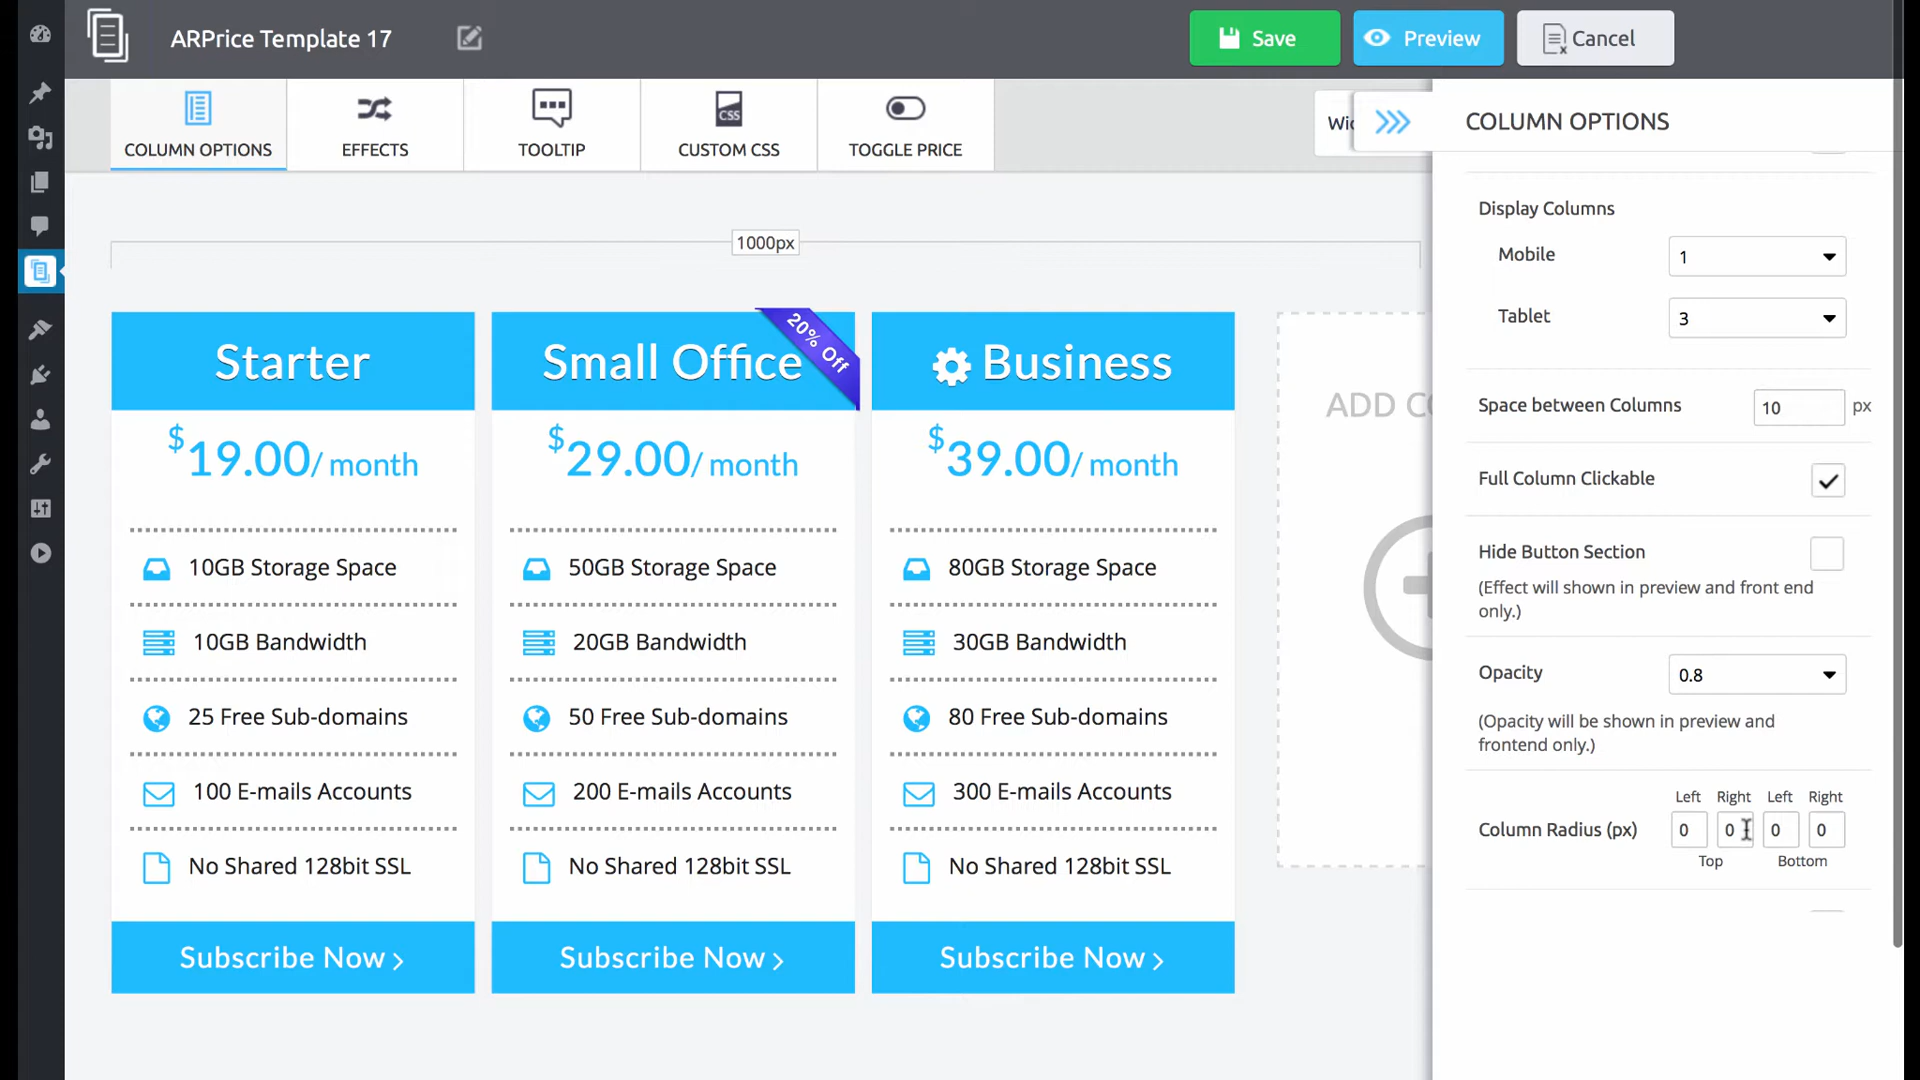 ARPrice Template 17
Save
Preview
Cancel
COLUMN OPTIONS
EFFECTS
TOOLTIP
CSS
CUSTOM CSS
TOGGLE PRICE
COLUMN OPTIONS
1000px
Starter
$19.00/ month
10GB Storage Space
10GB Bandwidth
25 Free Sub-domains
100 E-mails Accounts
No Shared 128bit SSL
Subscribe Now
Small Office
20% Off
$29.00/ month
50GB Storage Space
20GB Bandwidth
50 Free Sub-domains
200 E-mails Accounts
No Shared 128bit SSL
Subscribe Now
Business
$39.00/ month
80GB Storage Space
30GB Bandwidth
80 Free Sub-domains
300 E-mails Accounts
No Shared 128bit SSL
Subscribe Now
ADD
Display Columns
Mobile 1
Tablet 3
Space between Columns 10 px
Full Column Clickable
Hide Button Section
(Effect will shown in preview and front end
only.)
Opacity 0.8
(Opacity will be shown in preview and
frontend only.)
Left Right Left Right
Column Radius (px) 0 0 0 0
Top Bottom